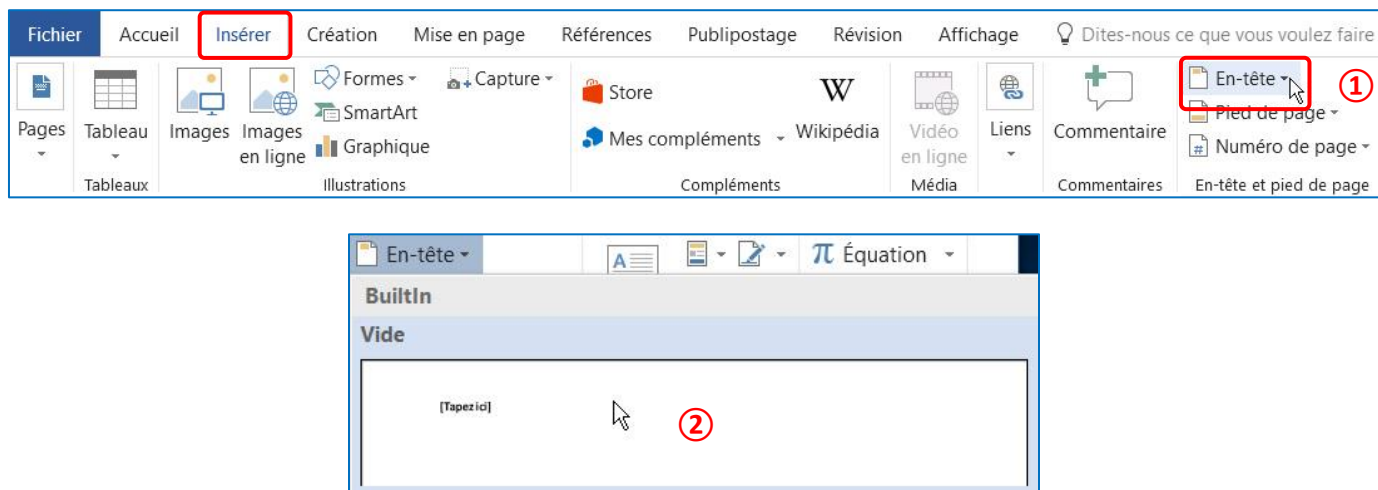 Fichier Accueil Insérer Création Mise en page Références Publipostage Révision Affichage Dites-nous ce que vous voulez faire
Formes Capture En-tête ①
Store W
SmartArt Pied de page
Pages Tableau Images Images en ligne Mes compléments Wikipédia Vidéo en ligne Liens Commentaire
Graphique # Numéro de page
Tableaux Illustrations Compléments Média Commentaires En-tête et pied de page
En-tête A π Équation
BuiltIn
Vide
[Tapez ici]
②